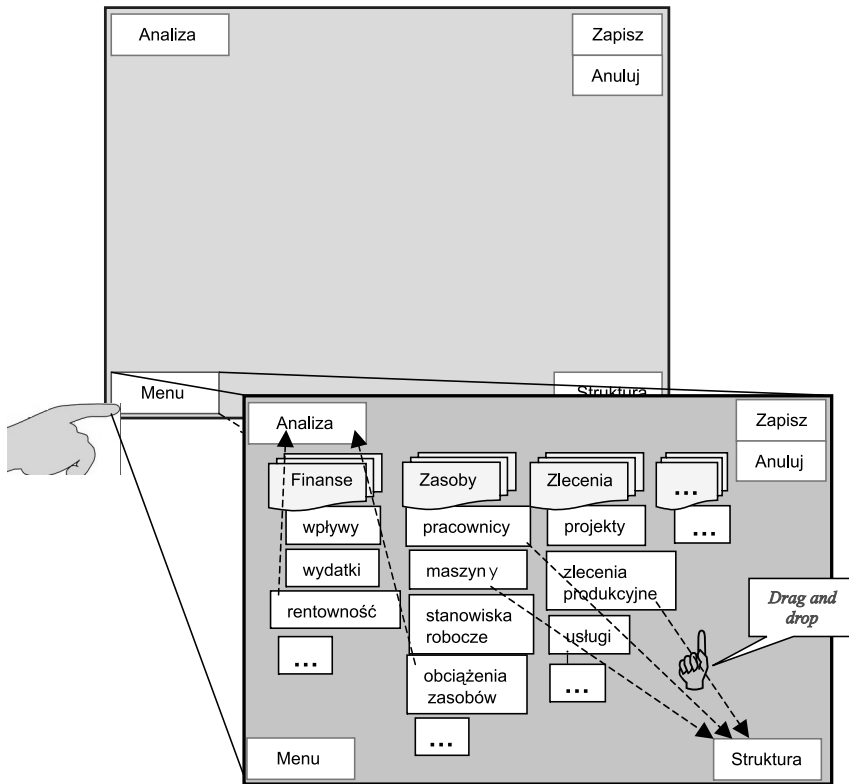 Analiza
Zapisz
Anuluj
Menu
Struktura
Analiza
Zapisz
Anuluj
Finanse
Zasoby
Zlecenia
...
wpływy
pracownicy
projekty
...
wydatki
maszyny
zlecenia
produkcyjne
rentowność
stanowiska
robocze
usługi
Drag and
drop
...
obciążenia
zasobów
...
...
Menu
Struktura